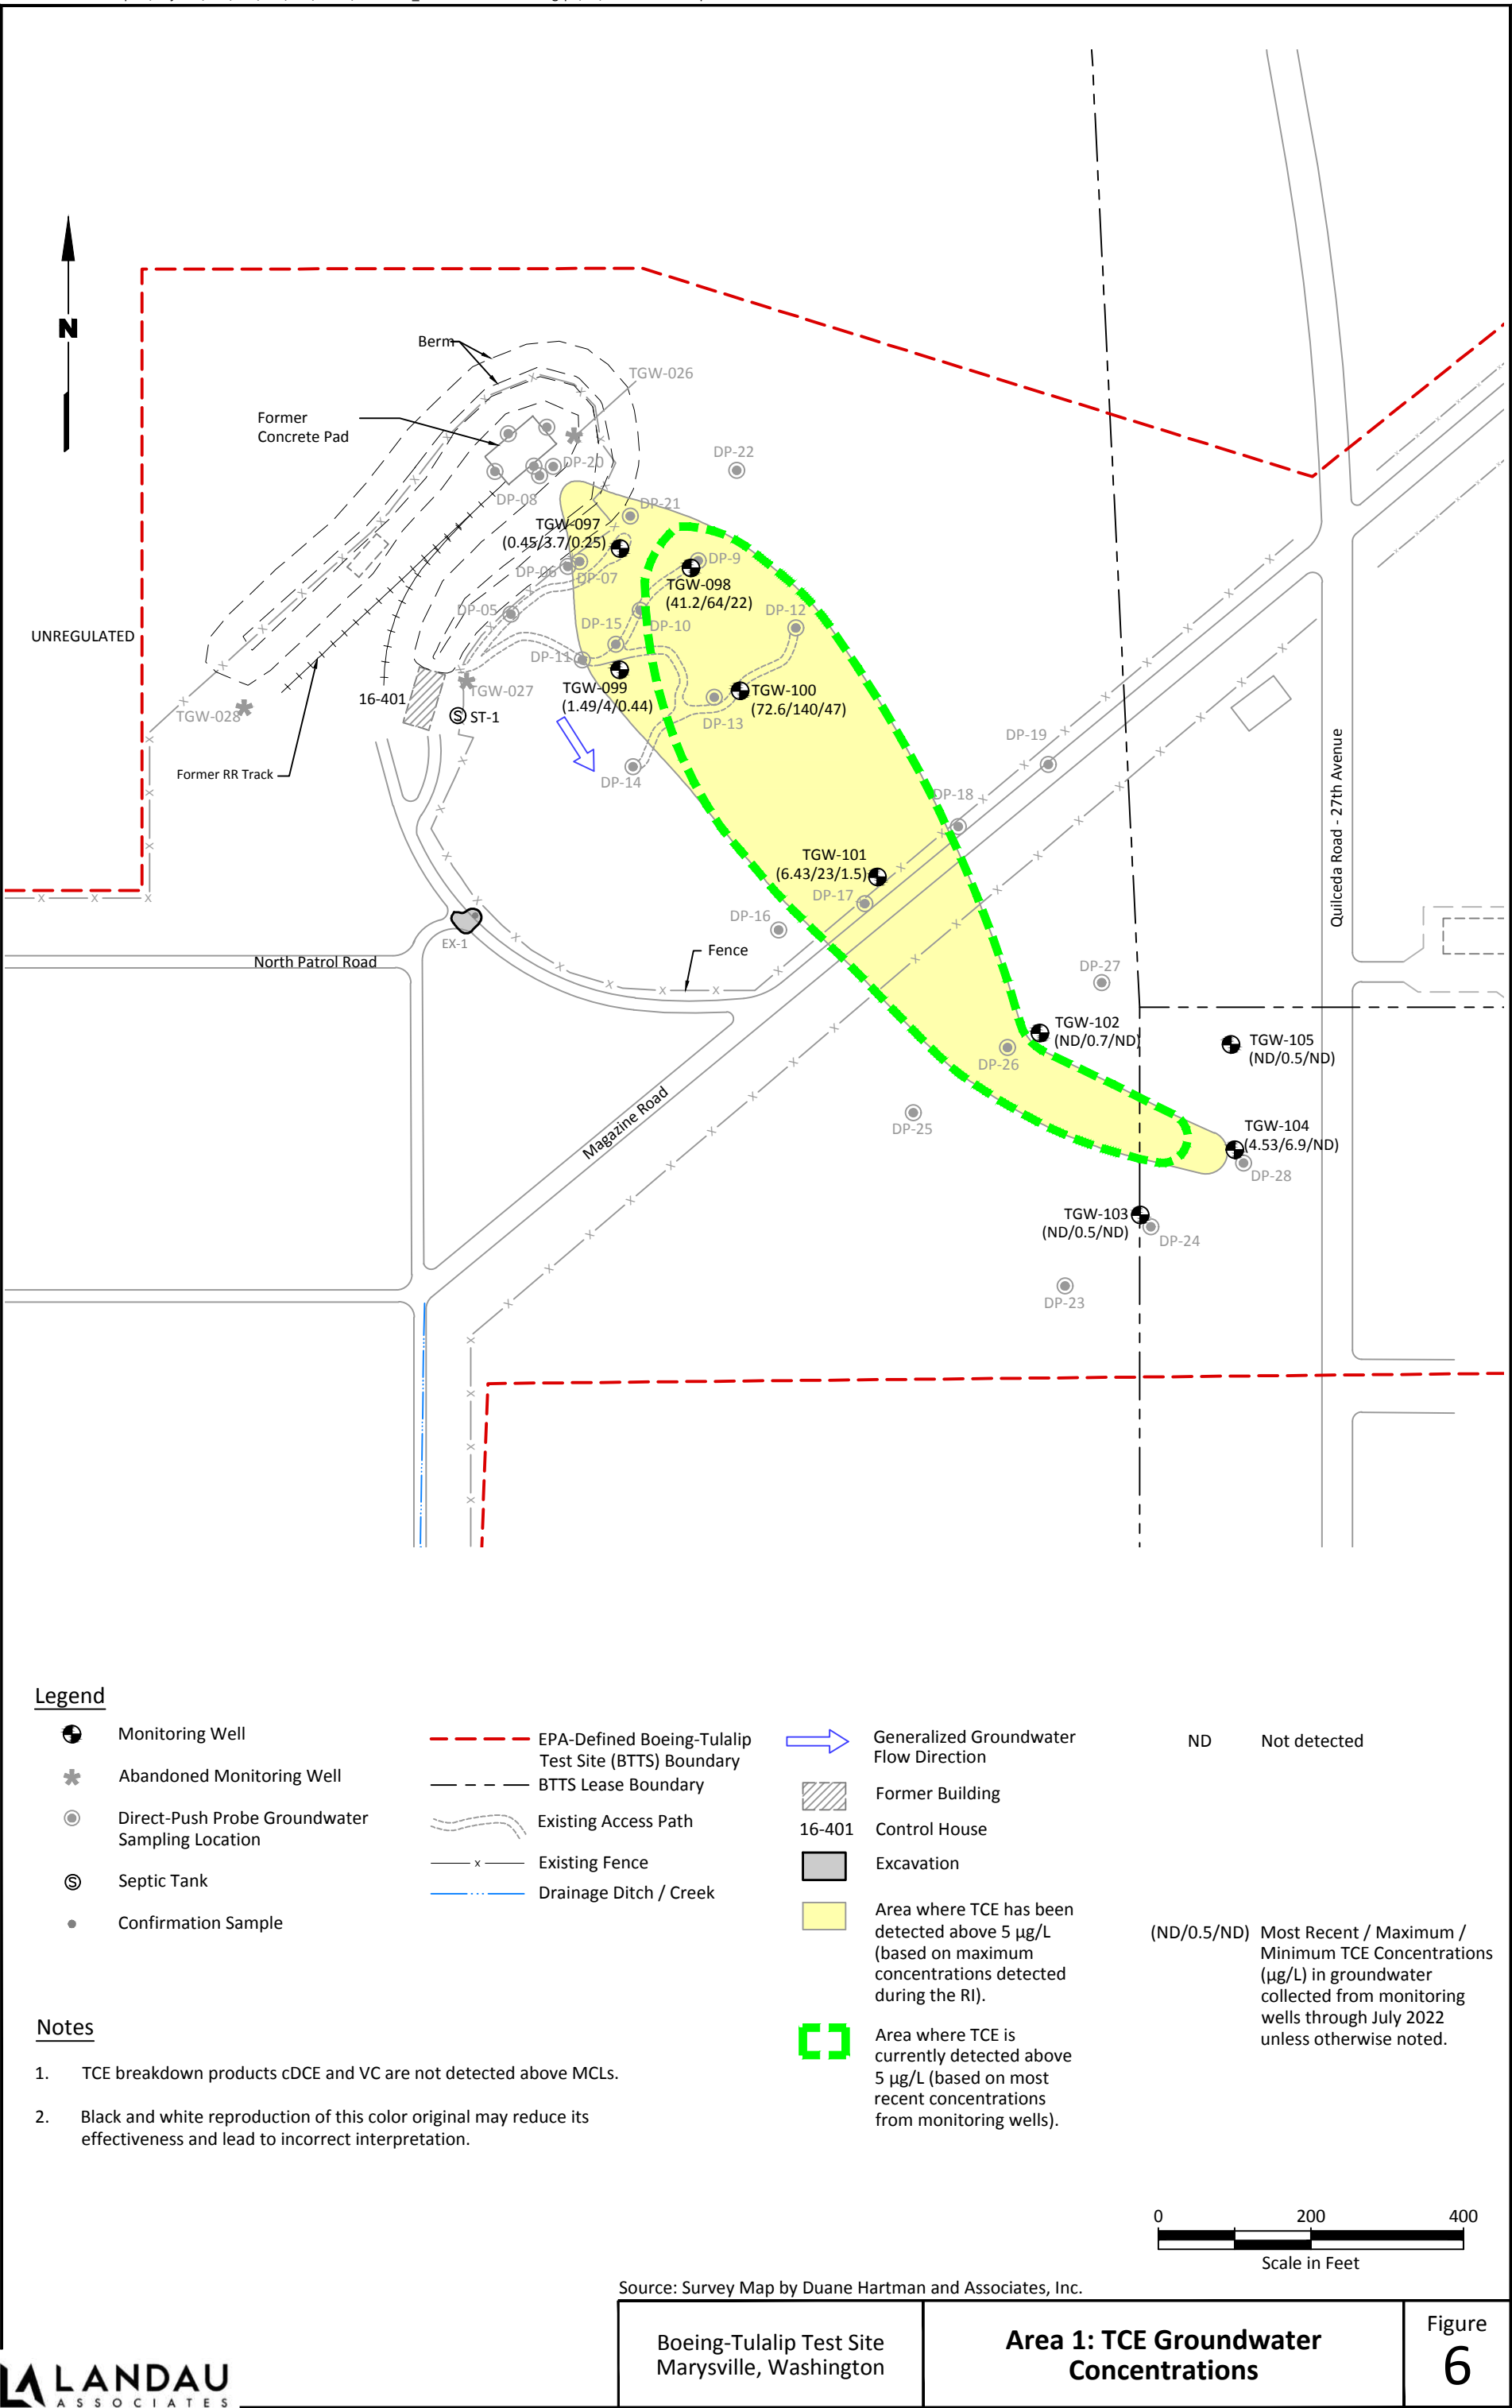 N
Berm
TGW-026
Former
Concrete Pad
DP-22
DP-20
DP-08
DP-21
TGW-097
(0.45/3.7/0.25)
DP-9
DP-06
DP-07
TGW-098
(41.2/64/22)
DP-05
DP-12
DP-15
DP-10
UNREGULATED
DP-11
TGW-099
(1.49/4/0.44)
TGW-100
(72.6/140/47)
16-401
TGW-027
TGW-028
ST-1
DP-13
DP-19
Former RR Track
DP-14
DP-18
Quilceda Road - 27th Avenue
TGW-101
(6.43/23/1.5)
DP-17
DP-16
EX-1
Fence
North Patrol Road
DP-27
TGW-102
(ND/0.7/ND)
TGW-105
(ND/0.5/ND)
DP-26
Magazine Road
DP-25
TGW-104
(4.53/6.9/ND)
DP-28
TGW-103
(ND/0.5/ND)
DP-24
DP-23
Legend
Monitoring Well
Abandoned Monitoring Well
Direct-Push Probe Groundwater
Sampling Location
S
Septic Tank
Confirmation Sample
EPA-Defined Boeing-Tulalip
Test Site (BTTS) Boundary
BTTS Lease Boundary
Existing Access Path
x
Existing Fence
Drainage Ditch / Creek
Generalized Groundwater
Flow Direction
Former Building
16-401 Control House
Excavation
Area where TCE has been
detected above 5 µg/L
(based on maximum
concentrations detected
during the RI).
Area where TCE is
currently detected above
5 µg/L (based on most
recent concentrations
from monitoring wells).
ND Not detected
(ND/0.5/ND) Most Recent / Maximum /
Minimum TCE Concentrations
(µg/L) in groundwater
collected from monitoring
wells through July 2022
unless otherwise noted.
Notes
1. TCE breakdown products cDCE and VC are not detected above MCLs.
2. Black and white reproduction of this color original may reduce its
effectiveness and lead to incorrect interpretation.
0 200 400
Scale in Feet
Source: Survey Map by Duane Hartman and Associates, Inc.
LANDAU
ASSOCIATES
Boeing-Tulalip Test Site
Marysville, Washington
Area 1: TCE Groundwater
Concentrations
Figure
6